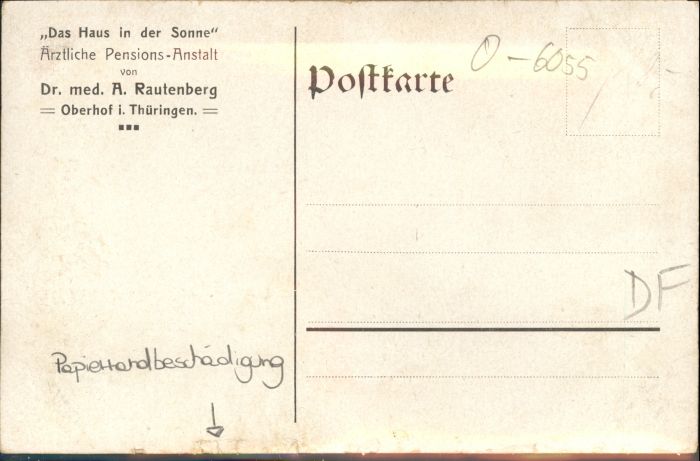 „Das Haus in der Sonne“
Ärztliche Pensions-Anstalt
von
Dr. med. A. Rautenberg
Oberhof i. Thüringen.
Poſtkarte
O-6055
DF
Papierrandbeschädigung